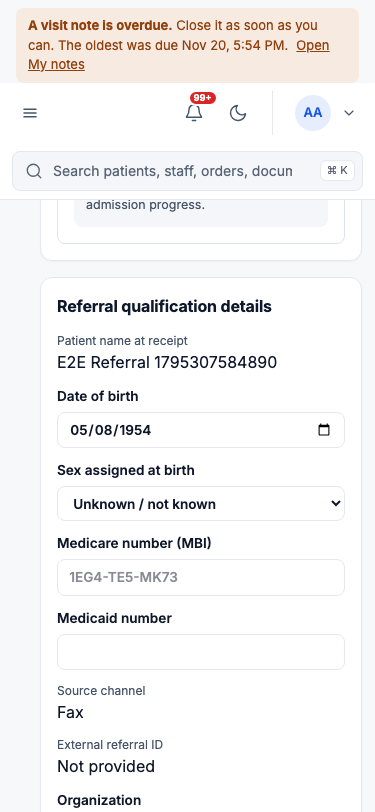 A visit note is overdue. Close it as soon as you
can. The oldest was due Nov 20, 5:54 PM. Open
My notes
99+
AA
Search patients, staff, orders, docum
⌘ K
admission progress.
Referral qualification details
Patient name at receipt
E2E Referral 1795307584890
Date of birth
05/08/1954
Sex assigned at birth
Unknown / not known
Medicare number (MBI)
1EG4-TE5-MK73
Medicaid number
Source channel
Fax
External referral ID
Not provided
Organization